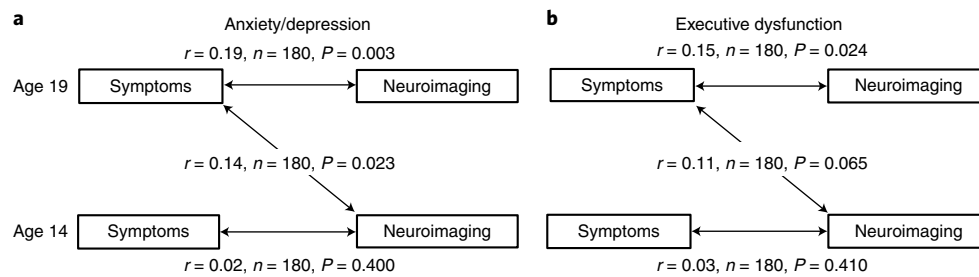 a
Anxiety/depression
r = 0.19, n = 180, P = 0.003
Age 19
Symptoms
Neuroimaging
r = 0.14, n = 180, P = 0.023
Age 14
Symptoms
Neuroimaging
r = 0.02, n = 180, P = 0.400
b
Executive dysfunction
r = 0.15, n = 180, P = 0.024
Symptoms
Neuroimaging
r = 0.11, n = 180, P = 0.065
Symptoms
Neuroimaging
r = 0.03, n = 180, P = 0.410